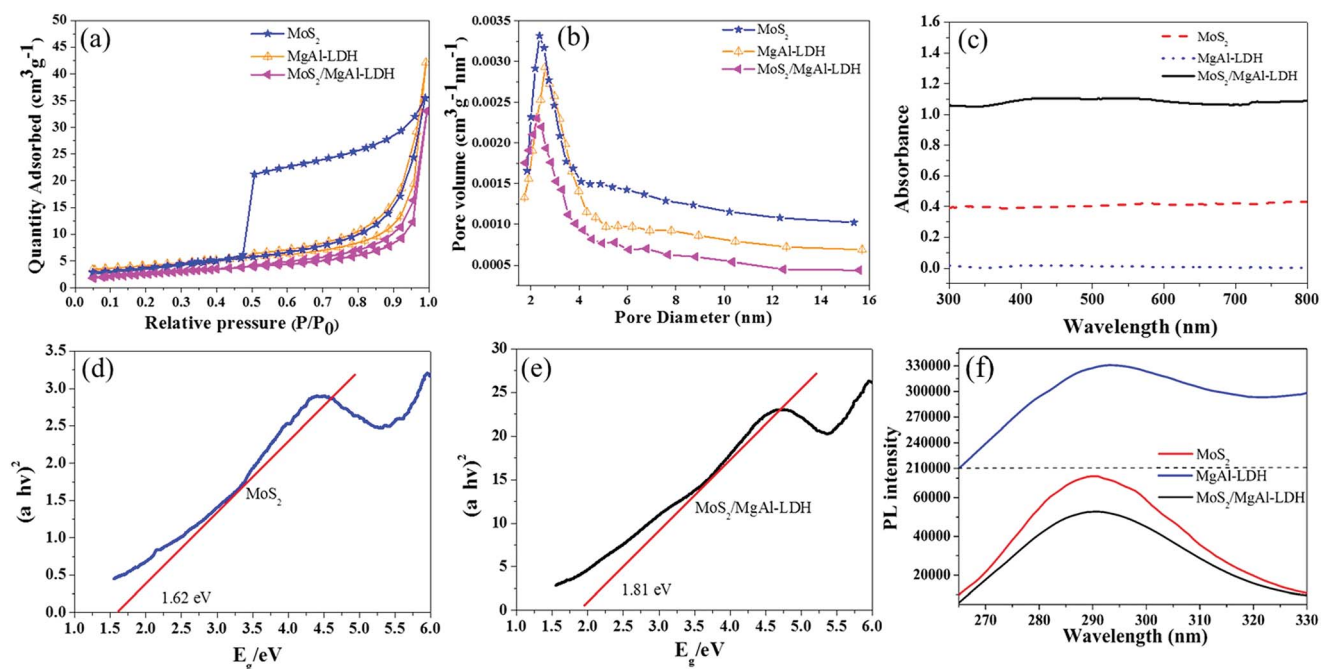 (a)
MoS2
MgAl-LDH
MoS2/MgAl-LDH
Quantity Adsorbed (cm3g-1)
50
45
40
35
30
25
20
15
10
5
0
0.0 0.1 0.2 0.3 0.4 0.5 0.6 0.7 0.8 0.9 1.0
Relative pressure (P/P0)
(b)
MoS2
MgAl-LDH
MoS2/MgAl-LDH
Pore volume (cm3g-1nm-1)
0.0035
0.0030
0.0025
0.0020
0.0015
0.0010
0.0005
2 4 6 8 10 12 14 16
Pore Diameter (nm)
(c)
MoS2
MgAl-LDH
MoS2/MgAl-LDH
Absorbance
1.6
1.4
1.2
1.0
0.8
0.6
0.4
0.2
0.0
300 400 500 600 700 800
Wavelength (nm)
(d)
MoS2
1.62 eV
(a hv)2
3.5
3.0
2.5
2.0
1.5
1.0
0.5
0.0
1.0 1.5 2.0 2.5 3.0 3.5 4.0 4.5 5.0 5.5 6.0
Eg/eV
(e)
MoS2/MgAl-LDH
1.81 eV
(a hv)2
30
25
20
15
10
5
0
1.0 1.5 2.0 2.5 3.0 3.5 4.0 4.5 5.0 5.5 6.0
Eg/eV
(f)
MoS2
MgAl-LDH
MoS2/MgAl-LDH
PL intensity
360000
330000
300000
270000
240000
210000
60000
40000
20000
270 280 290 300 310 320 330
Wavelength (nm)